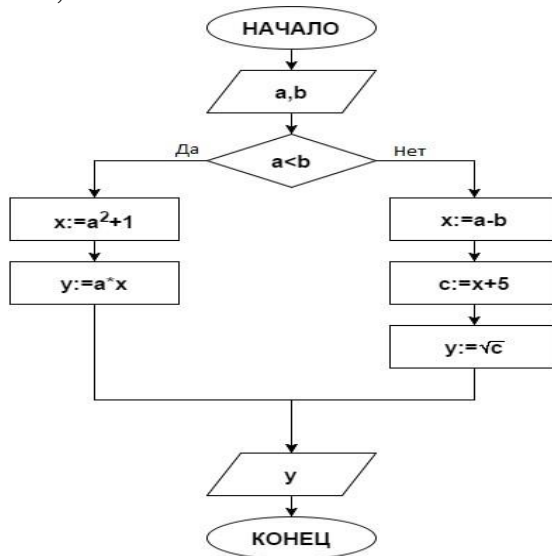 НАЧАЛО
a,b
a<b
Да
Нет
x:=a²+1
y:=a*x
x:=a-b
c:=x+5
y:=√c
y
КОНЕЦ